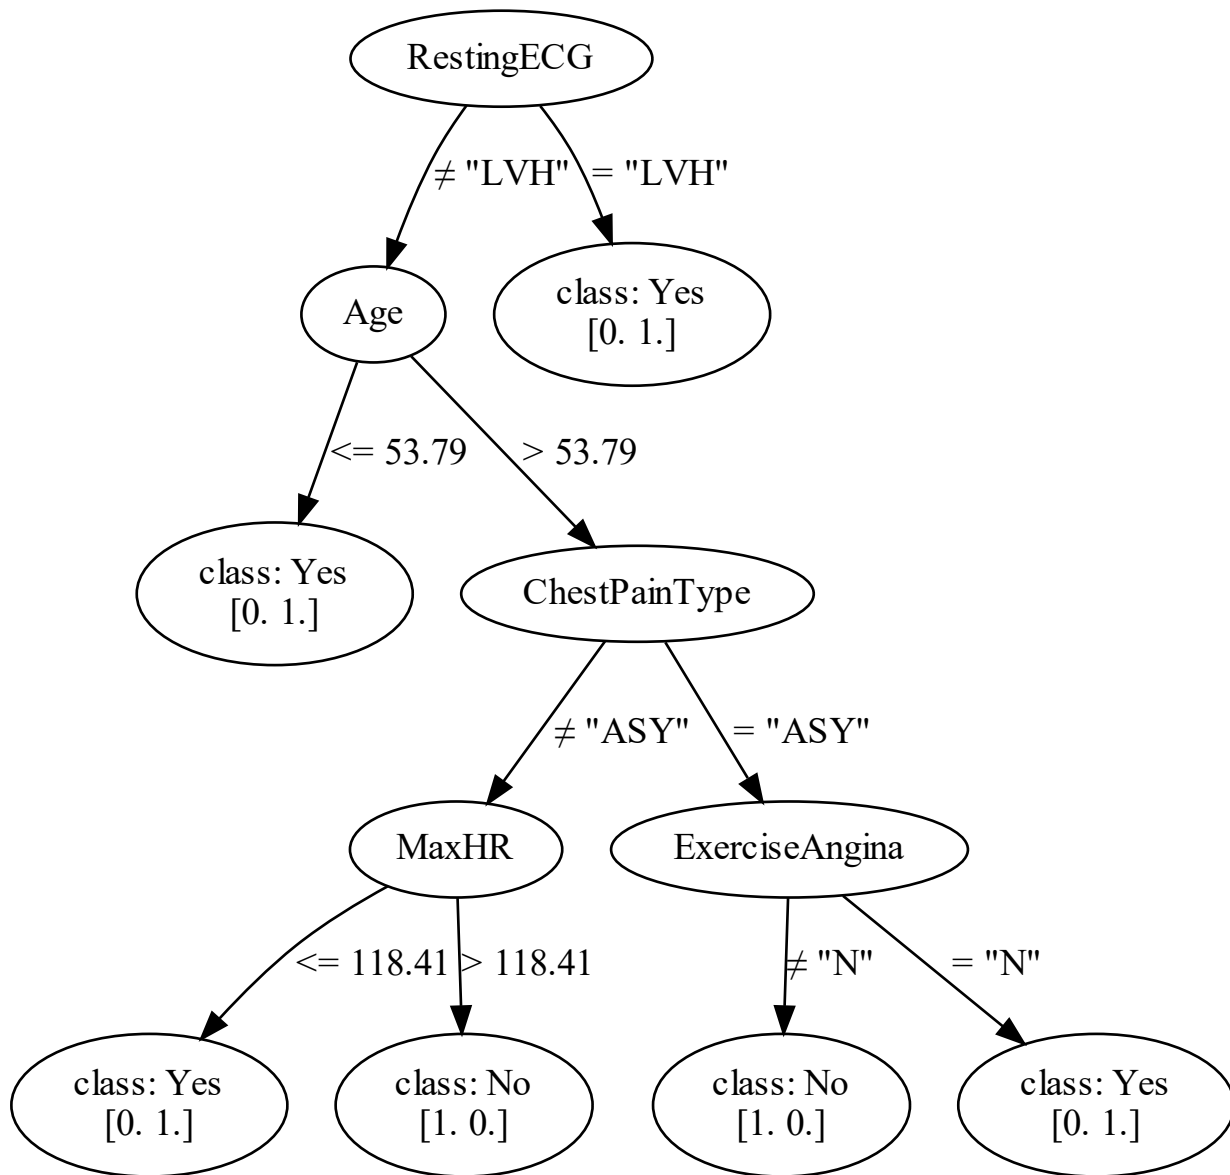 RestingECG
≠ "LVH"
= "LVH"
Age
class: Yes
[0. 1.]
<= 53.79
> 53.79
class: Yes
[0. 1.]
ChestPainType
≠ "ASY"
= "ASY"
MaxHR
ExerciseAngina
<= 118.41
> 118.41
≠ "N"
= "N"
class: Yes
[0. 1.]
class: No
[1. 0.]
class: No
[1. 0.]
class: Yes
[0. 1.]